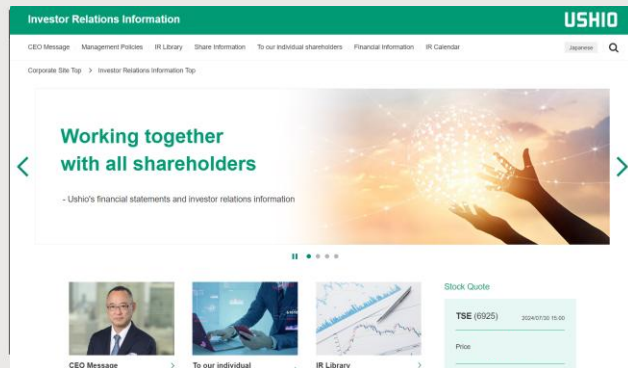 Investor Relations Information
USHIO
CEO Message Management Policies IR Library Share Information To our individual shareholders Financial Information IR Calendar
Japanese
Corporate Site Top > Investor Relations Information Top
Working together
with all shareholders
- Ushio's financial statements and investor relations information
Stock Quote
TSE (6925) 2024/07/30 15:00
Price
CEO Message >
To our individual
IR Library >